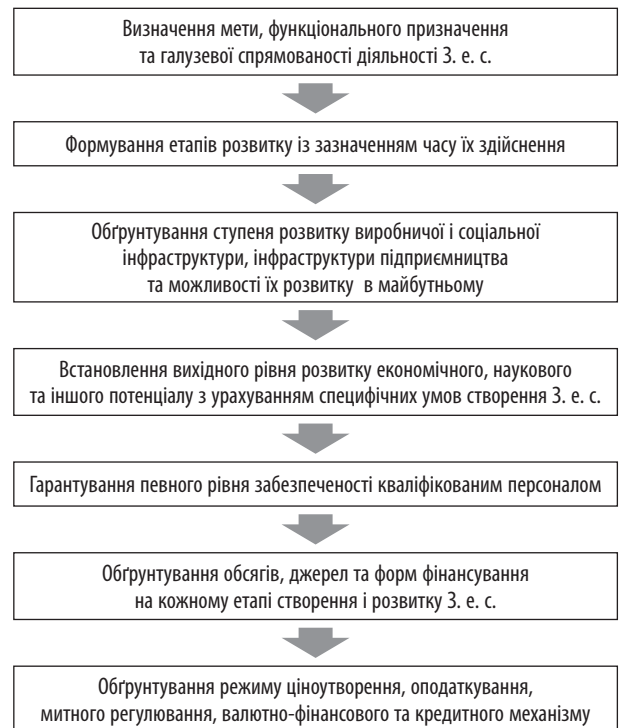 Визначення мети, функціонального призначення
та галузевої спрямованості діяльності З. е. с.
Формування етапів розвитку із зазначенням часу їх здійснення
Обґрунтування ступеня розвитку виробничої і соціальної
інфраструктури, інфраструктури підприємництва
та можливості їх розвитку в майбутньому
Встановлення вихідного рівня розвитку економічного, наукового
та іншого потенціалу з урахуванням специфічних умов створення З. е. с.
Гарантування певного рівня забезпеченості кваліфікованим персоналом
Обґрунтування обсягів, джерел та форм фінансування
на кожному етапі створення і розвитку З. е. с.
Обґрунтування режиму ціноутворення, оподаткування,
митного регулювання, валютно-фінансового та кредитного механізму